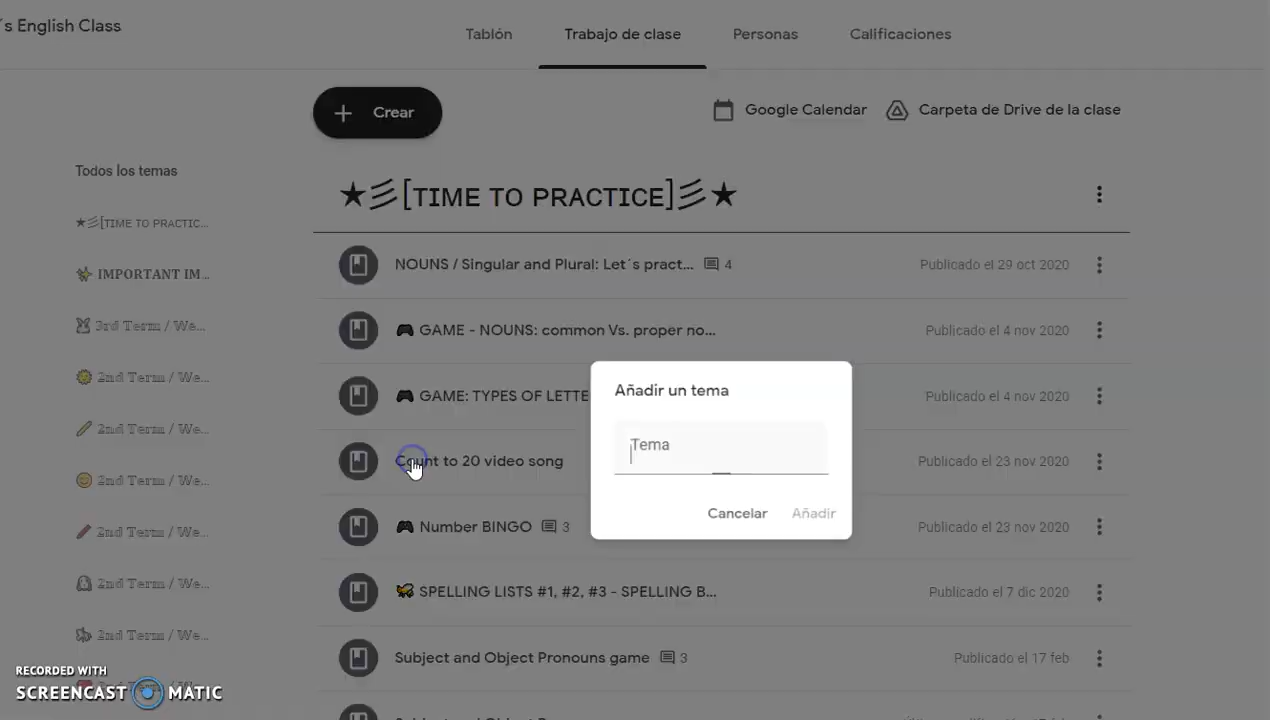 ´s English Class
Tablón
Trabajo de clase
Personas
Calificaciones
Crear
Google Calendar
Carpeta de Drive de la clase
Todos los temas
★彡[ᴛɪᴍᴇ ᴛᴏ ᴘʀᴀᴄᴛɪᴄᴇ]彡★
★彡[ᴛɪᴍᴇ ᴛᴏ ᴘʀᴀᴄᴛɪᴄ...
✨ IMPORTANT IM...
🐰 3rd Term / We...
🌞 2nd Term / We...
2nd Term / We...
2nd Term / We...
2nd Term / We...
2nd Term / We...
2nd Term / We...
NOUNS / Singular and Plural: Let´s pract... 4
Publicado el 29 oct 2020
🎮 GAME - NOUNS: common Vs. proper no...
Publicado el 4 nov 2020
🎮 GAME: TYPES OF LETTE
Publicado el 4 nov 2020
Count to 20 video song
Publicado el 23 nov 2020
🎮 Number BINGO 3
Publicado el 23 nov 2020
SPELLING LISTS #1, #2, #3 - SPELLING B...
Publicado el 7 dic 2020
Subject and Object Pronouns game 3
Publicado el 17 feb
Añadir un tema
Tema
Cancelar
Añadir
RECORDED WITH
SCREENCAST MATIC